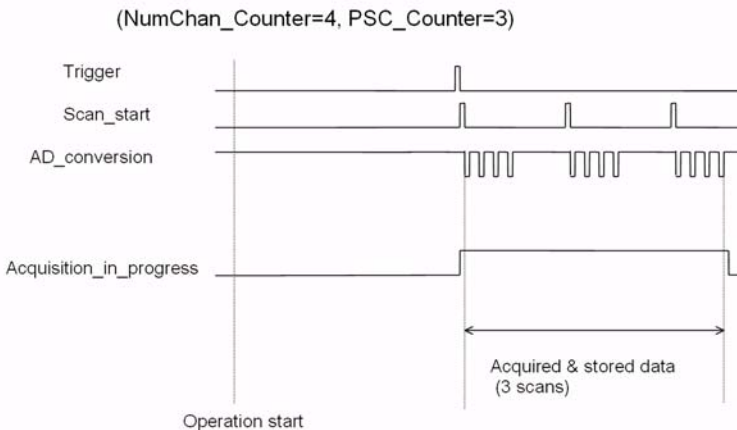 (NumChan_Counter=4, PSC_Counter=3)
Trigger
Scan_start
AD_conversion
Acquisition_in_progress
Acquired & stored data
(3 scans)
Operation start